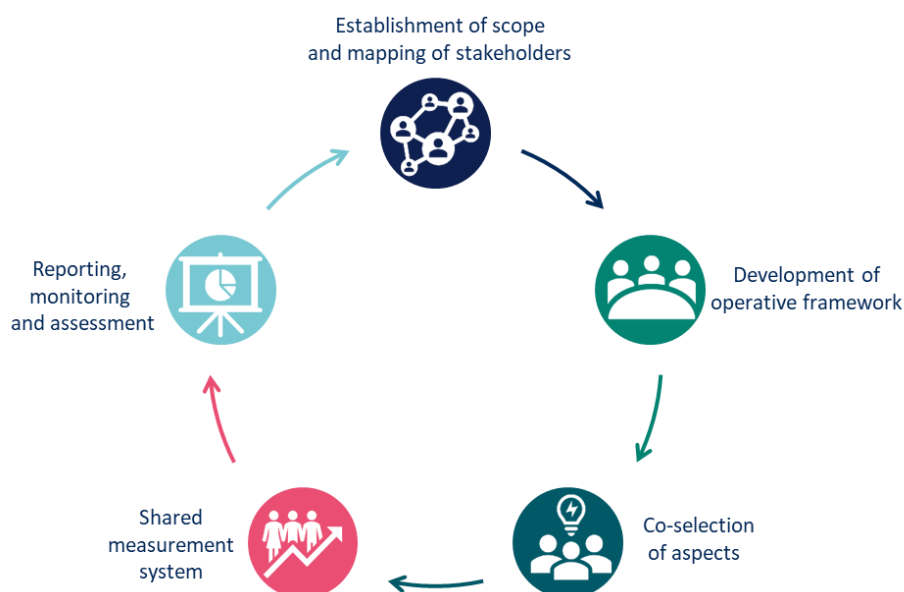 Establishment of scope
and mapping of stakeholders
Development of
operative framework
Co-selection
of aspects
Shared
measurement
system
Reporting,
monitoring
and assessment